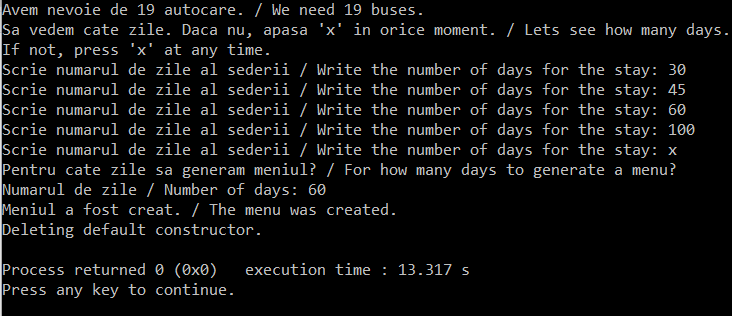 Avem nevoie de 19 autocare. / We need 19 buses.
Sa vedem cate zile. Daca nu, apasa 'x' in orice moment. / Lets see how many days.
If not, press 'x' at any time.
Scrie numarul de zile al sederii / Write the number of days for the stay: 30
Scrie numarul de zile al sederii / Write the number of days for the stay: 45
Scrie numarul de zile al sederii / Write the number of days for the stay: 60
Scrie numarul de zile al sederii / Write the number of days for the stay: 100
Scrie numarul de zile al sederii / Write the number of days for the stay: x
Pentru cate zile sa generam meniul? / For how many days to generate a menu?
Numarul de zile / Number of days: 60
Meniul a fost creat. / The menu was created.
Deleting default constructor.
Process returned 0 (0x0)   execution time : 13.317 s
Press any key to continue.